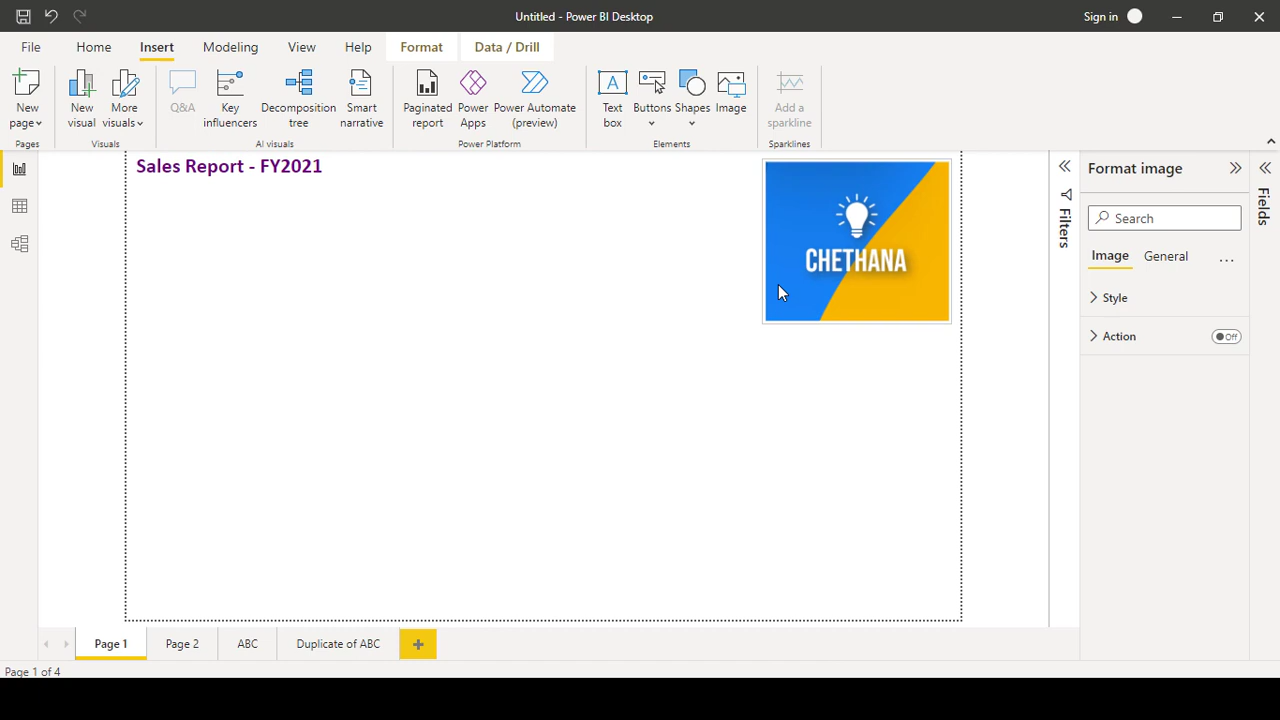 Untitled - Power BI Desktop
Sign in
File Home Insert Modeling View Help Format Data / Drill
New page
New visual
More visuals
Q&A
Key influencers
Decomposition tree
Smart narrative
Paginated report
Power Apps
Power Automate (preview)
Text box
Buttons
Shapes
Image
Add a sparkline
Pages Visuals AI visuals Power Platform Elements Sparklines
Sales Report - FY2021
CHETHANA
Filters
Format image
Search
Image General ...
Style
Action Off
Fields
Page 1 Page 2 ABC Duplicate of ABC +
Page 1 of 4